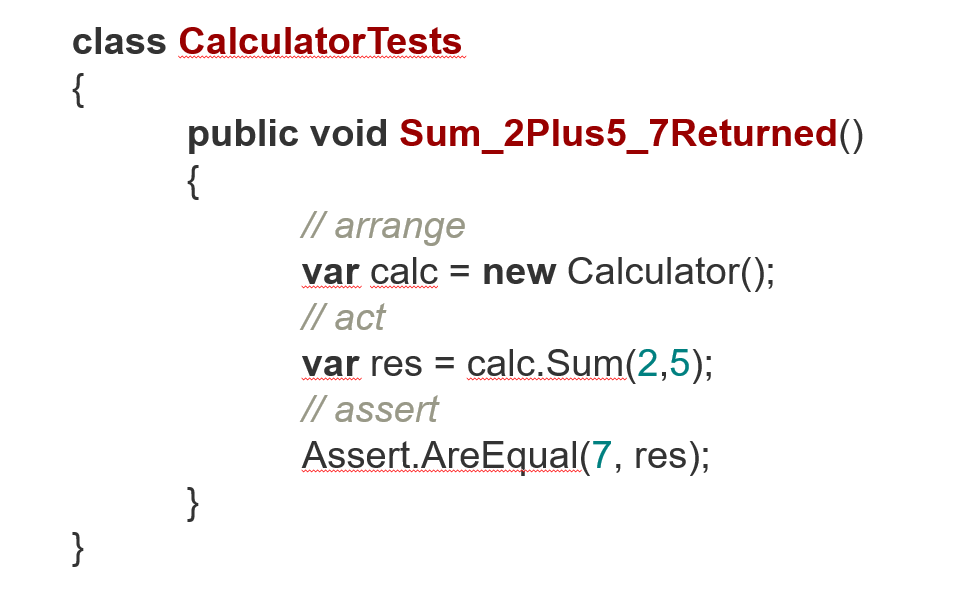 class CalculatorTests
{
public void Sum_2Plus5_7Returned()
{
// arrange
var calc = new Calculator();
// act
var res = calc.Sum(2,5);
// assert
Assert.AreEqual(7, res);
}
}